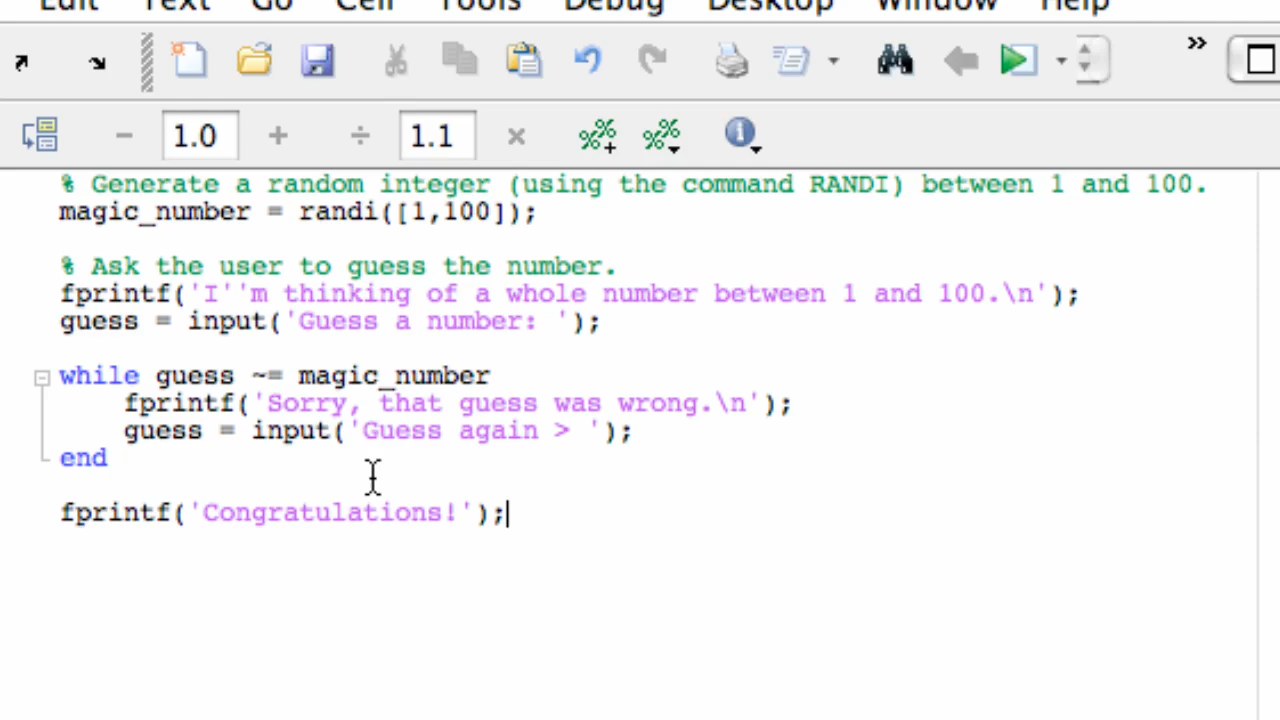 Edit Text Go Cell Tools Debug Desktop Window Help
»
− 1.0 + ÷ 1.1 ×
% Generate a random integer (using the command RANDI) between 1 and 100.
magic_number = randi([1,100]);
% Ask the user to guess the number.
fprintf('I''m thinking of a whole number between 1 and 100.\n');
guess = input('Guess a number: ');
while guess ~= magic_number
fprintf('Sorry, that guess was wrong.\n');
guess = input('Guess again > ');
end
fprintf('Congratulations!');